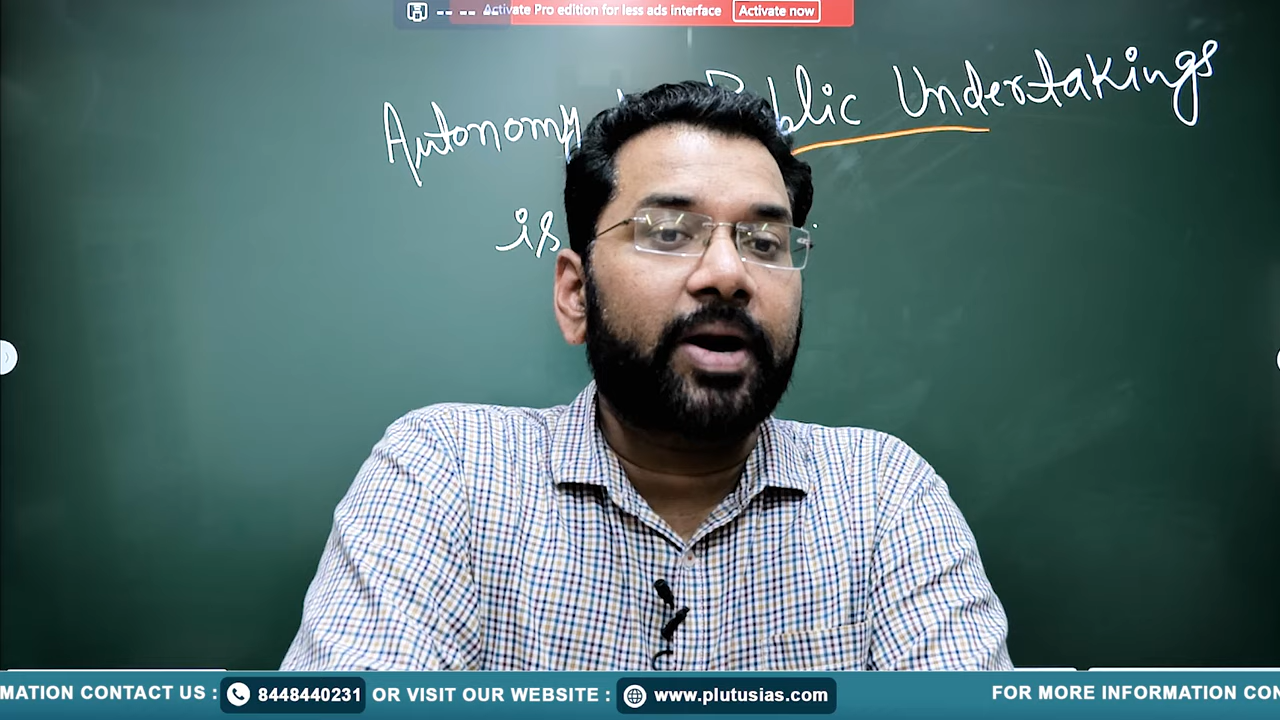 Activate Pro edition for less ads interface Activate now
Autonomy Public Undertakings
is
MATION CONTACT US : 8448440231 OR VISIT OUR WEBSITE : www.plutusias.com FOR MORE INFORMATION CON